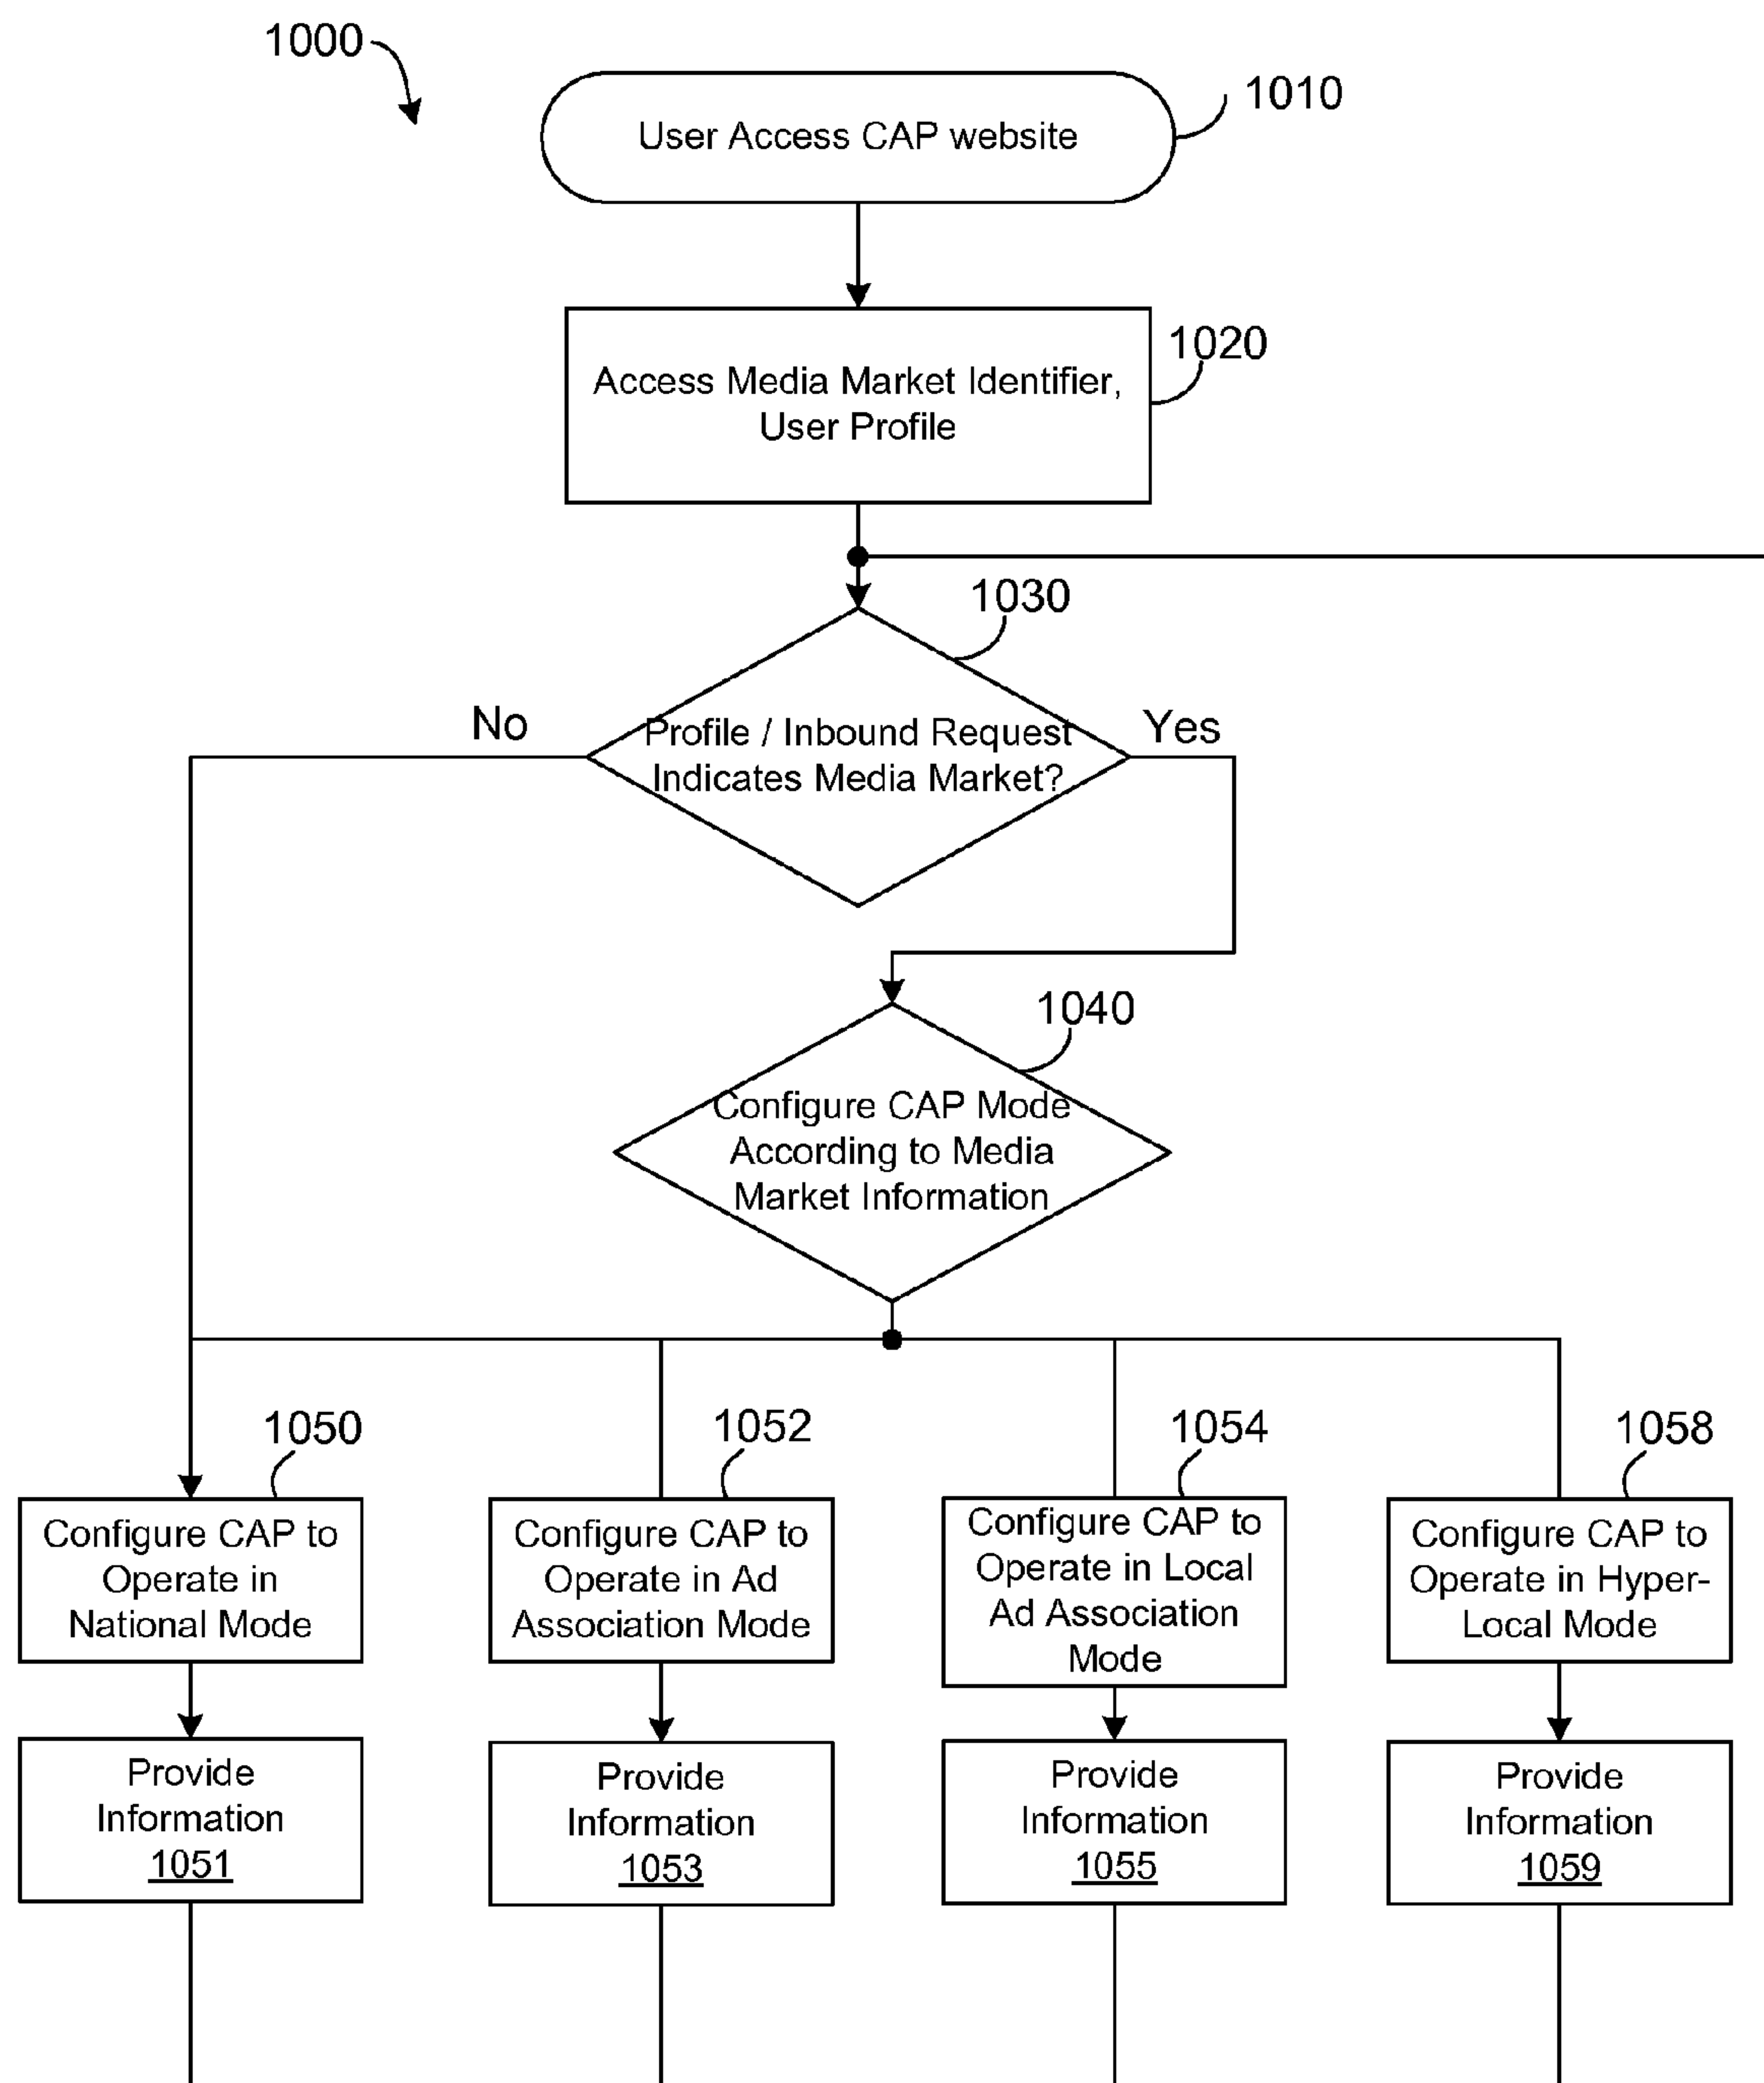 1000
1010
User Access CAP website
1020
Access Media Market Identifier,
User Profile
1030
No
Yes
Profile / Inbound Request
Indicates Media Market?
1040
Configure CAP Mode
According to Media
Market Information
1050
1052
1054
1058
Configure CAP to
Operate in
National Mode
Configure CAP to
Operate in Ad
Association Mode
Configure CAP to
Operate in Local
Ad Association
Mode
Configure CAP to
Operate in Hyper-
Local Mode
Provide
Information
1051
Provide
Information
1053
Provide
Information
1055
Provide
Information
1059